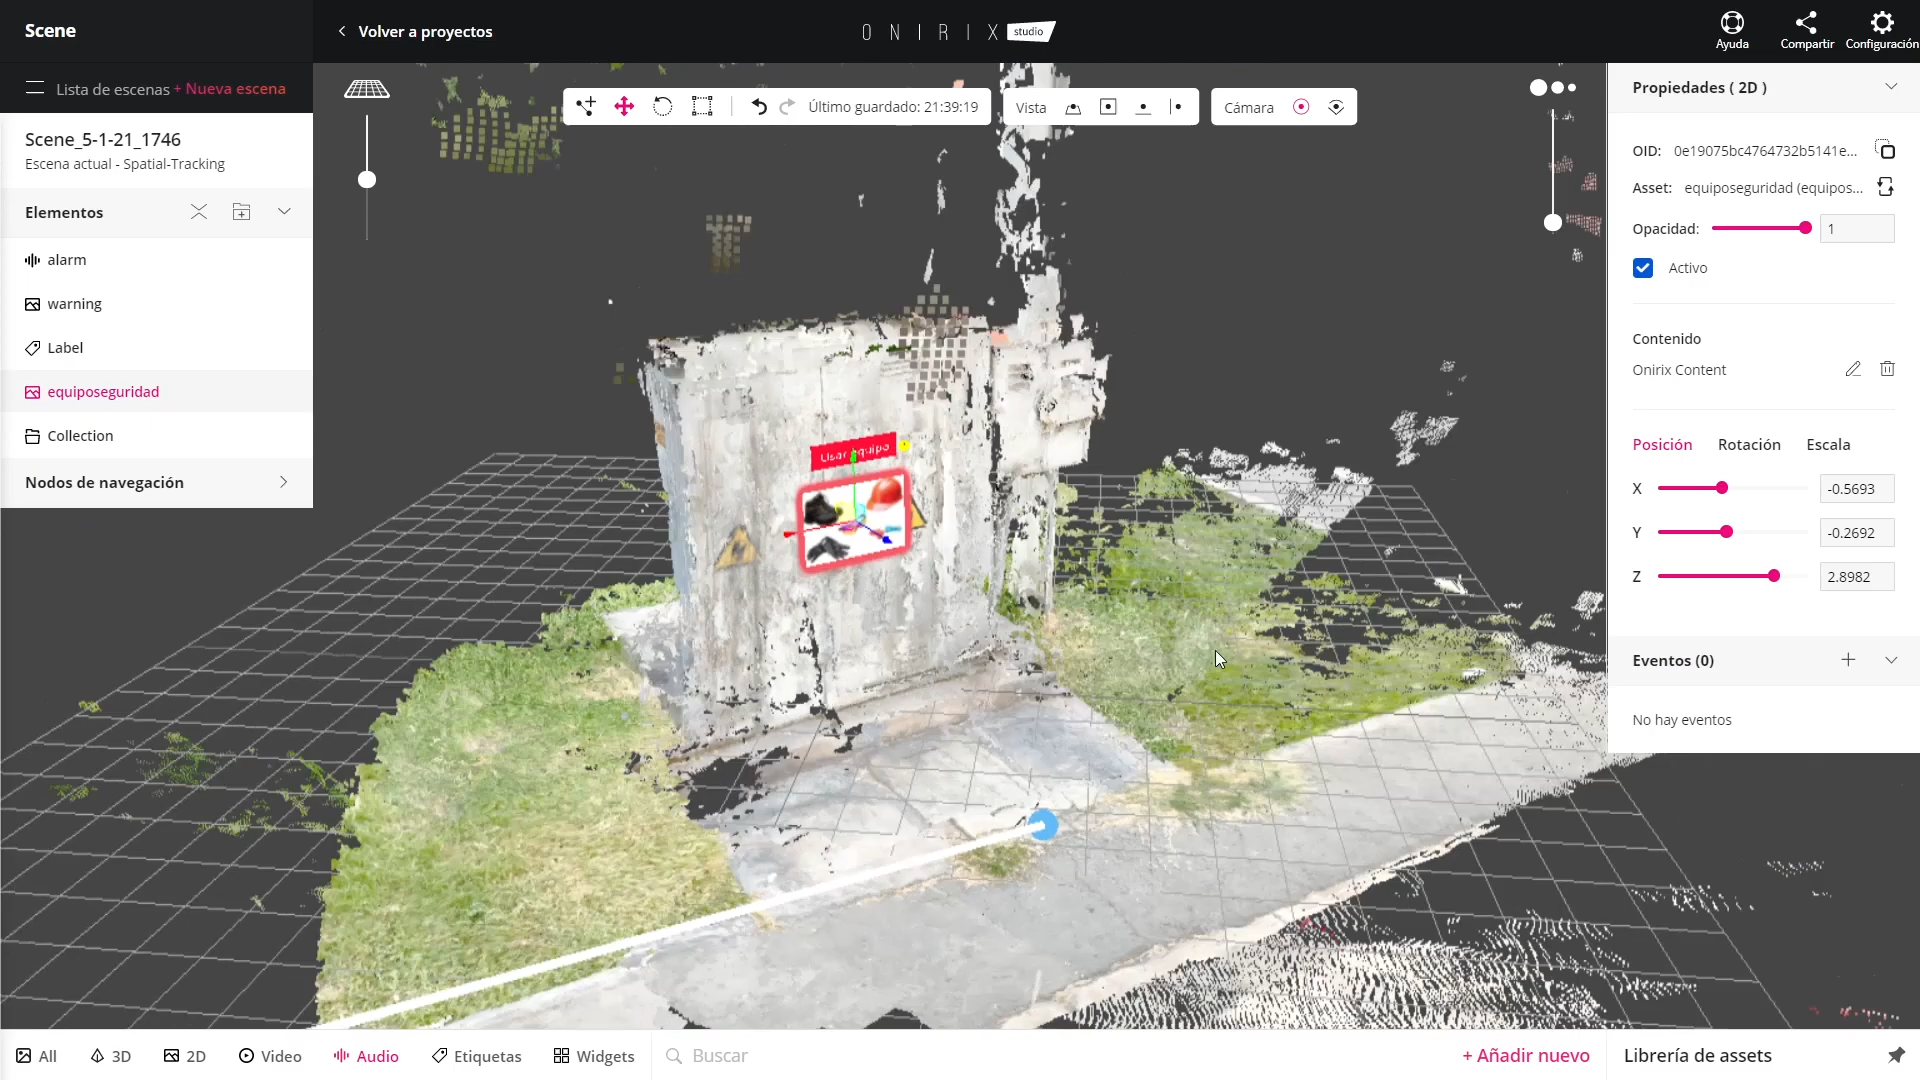 Scene
Volver a proyectos
ONIRIX studio
Ayuda
Compartir
Configuración
Lista de escenas + Nueva escena
Scene_5-1-21_1746
Escena actual - Spatial-Tracking
Elementos
alarm
warning
Label
equiposeguridad
Collection
Nodos de navegación
Último guardado: 21:39:19
Vista
Cámara
Usar equipo
Propiedades ( 2D )
OID: 0e19075bc4764732b5141e...
Asset: equiposeguridad (equipos...
Opacidad: 1
Activo
Contenido
Onirix Content
Posición Rotación Escala
X -0.5693
Y -0.2692
Z 2.8982
Eventos (0)
No hay eventos
All 3D 2D Video Audio Etiquetas Widgets Buscar + Añadir nuevo Librería de assets